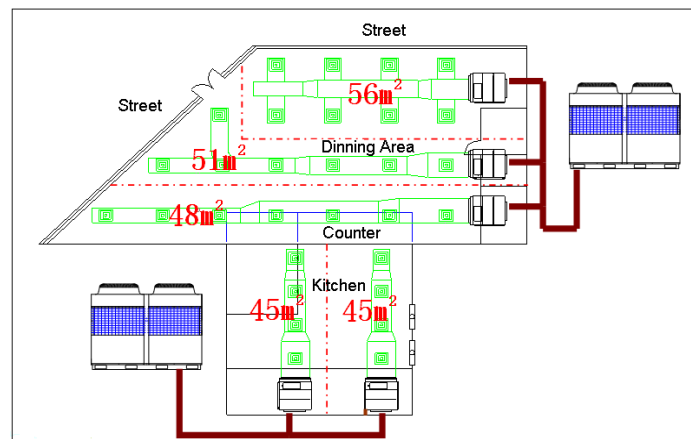 Street
56m²
Street
Dinning Area
51m²
48m²
Counter
Kitchen
45m²
45m²